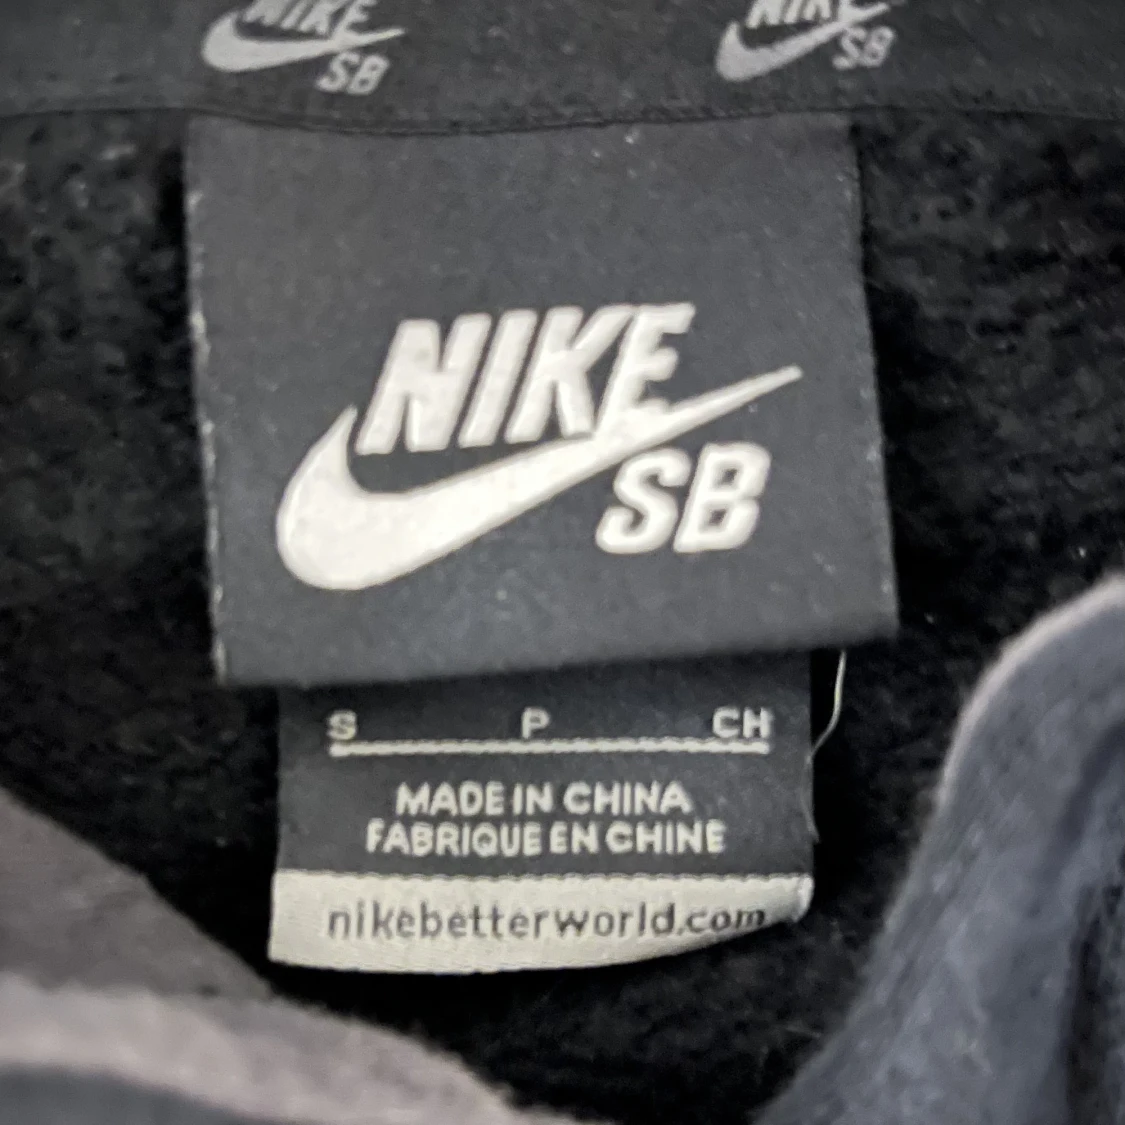 NIKE NIKE
SB SB
NIKE
SB
S P CH
MADE IN CHINA
FABRIQUE EN CHINE
nikebetterworld.com